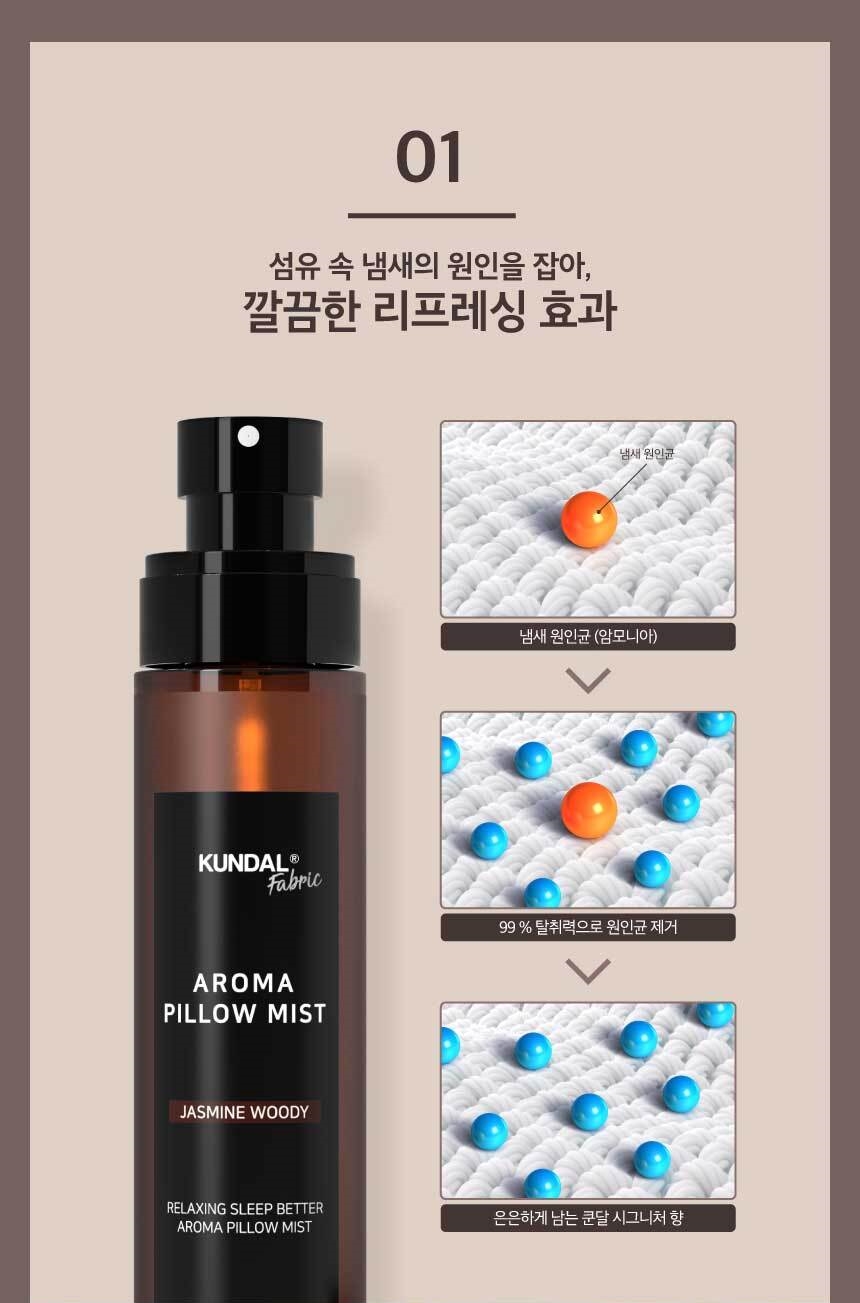 01
섬유 속 냄새의 원인을 잡아,
깔끔한 리프레싱 효과
냄새 원인균
냄새 원인균 (암모니아)
99 % 탈취력으로 원인균 제거
은은하게 남는 쿤달 시그니처 향
KUNDAL®
Fabric
AROMA
PILLOW MIST
JASMINE WOODY
RELAXING SLEEP BETTER
AROMA PILLOW MIST